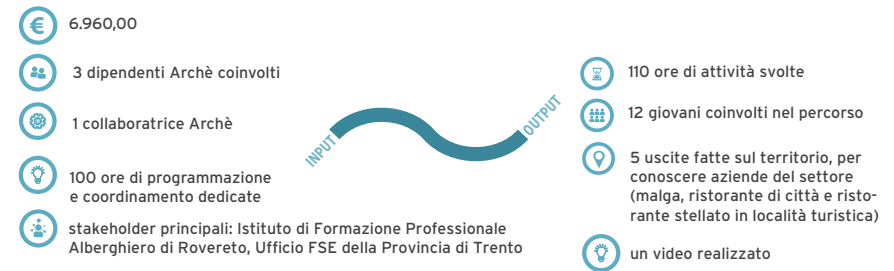 €
6.960,00
3 dipendenti Archè coinvolti
1 collaboratrice Archè
100 ore di programmazione
e coordinamento dedicate
stakeholder principali: Istituto di Formazione Professionale
Alberghiero di Rovereto, Ufficio FSE della Provincia di Trento
INPUT
OUTPUT
110 ore di attività svolte
12 giovani coinvolti nel percorso
5 uscite fatte sul territorio, per
conoscere aziende del settore
(malga, ristorante di città e risto-
rante stellato in località turistica)
un video realizzato